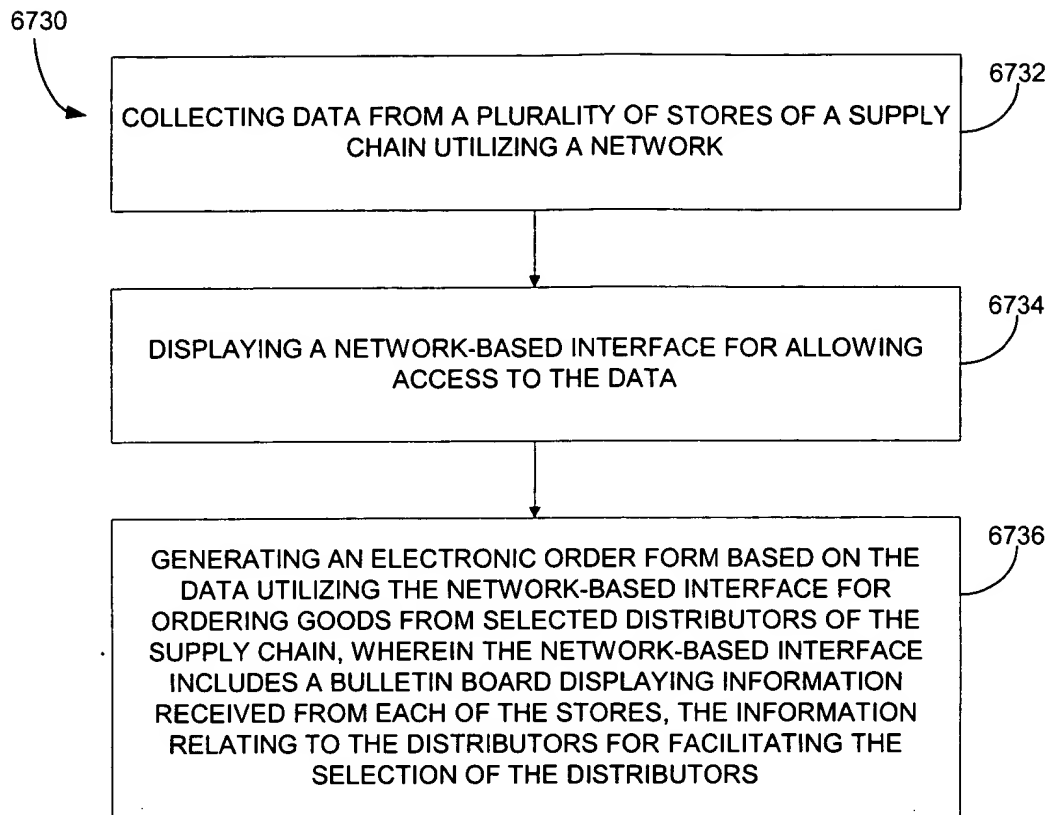 6730
6732
COLLECTING DATA FROM A PLURALITY OF STORES OF A SUPPLY
CHAIN UTILIZING A NETWORK
6734
DISPLAYING A NETWORK-BASED INTERFACE FOR ALLOWING
ACCESS TO THE DATA
6736
GENERATING AN ELECTRONIC ORDER FORM BASED ON THE
DATA UTILIZING THE NETWORK-BASED INTERFACE FOR
ORDERING GOODS FROM SELECTED DISTRIBUTORS OF THE
SUPPLY CHAIN, WHEREIN THE NETWORK-BASED INTERFACE
INCLUDES A BULLETIN BOARD DISPLAYING INFORMATION
RECEIVED FROM EACH OF THE STORES, THE INFORMATION
RELATING TO THE DISTRIBUTORS FOR FACILITATING THE
SELECTION OF THE DISTRIBUTORS